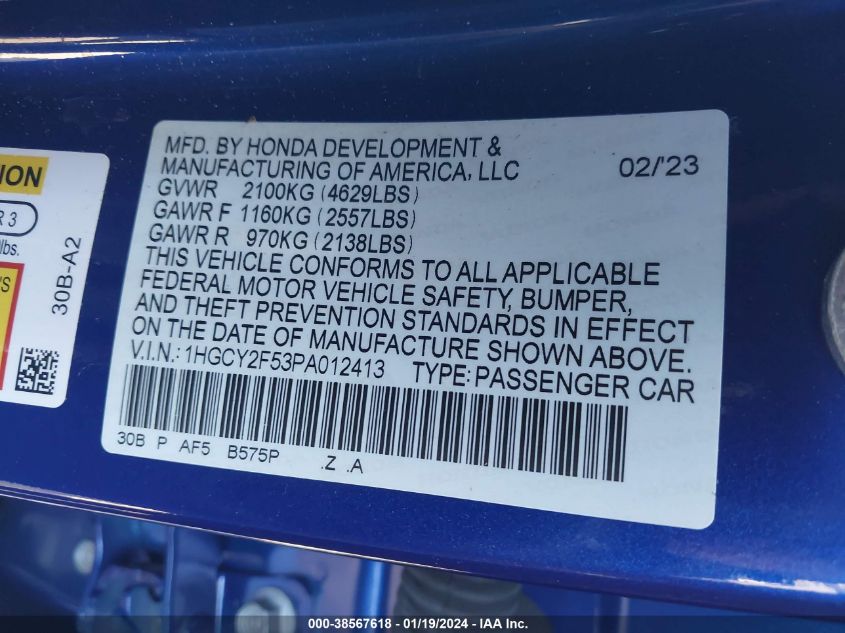 MFD. BY HONDA DEVELOPMENT &
MANUFACTURING OF AMERICA, LLC 02/'23
GVWR 2100KG (4629LBS)
GAWR F 1160KG (2557LBS)
GAWR R 970KG (2138LBS)
THIS VEHICLE CONFORMS TO ALL APPLICABLE
FEDERAL MOTOR VEHICLE SAFETY, BUMPER,
AND THEFT PREVENTION STANDARDS IN EFFECT
ON THE DATE OF MANUFACTURE SHOWN ABOVE.
V.I.N.: 1HGCY2F53PA012413 TYPE: PASSENGER CAR
30B P AF5 B575P .Z .A
R 3
lbs.
30B-A2
000-38567618 - 01/19/2024 - IAA Inc.